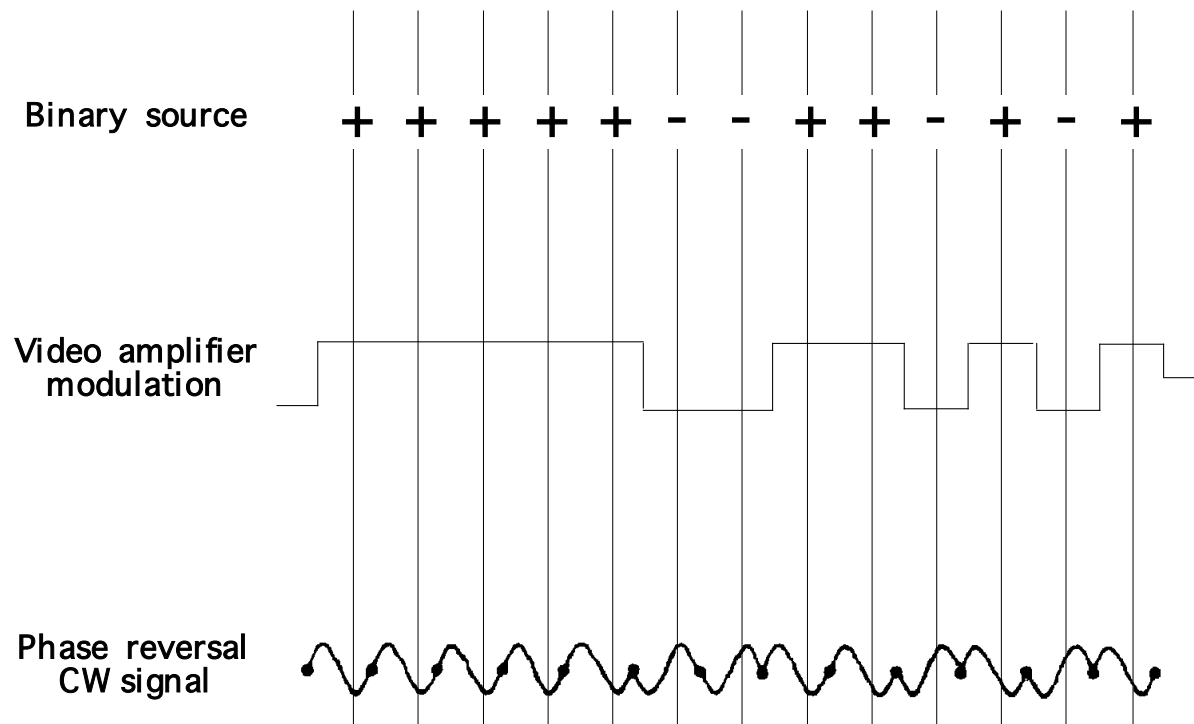 Binary source + + + + + - - + + - + - +
Video amplifier
modulation
Phase reversal
CW signal